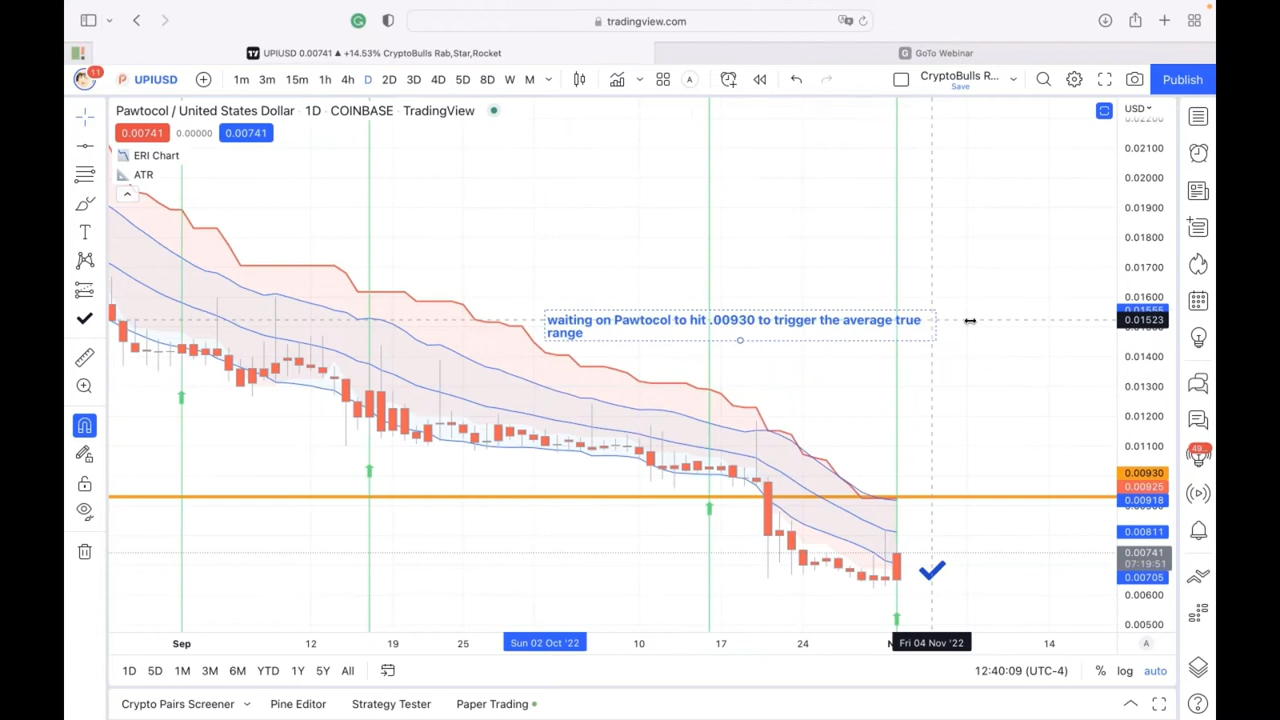 tradingview.com
UPIUSD 0.00741 ▲ +14.53% CryptoBulls Rab,Star,Rocket
GoTo Webinar
11
UPIUSD
1m 3m 15m 1h 4h D 2D 3D 4D 5D 8D W M
CryptoBulls R...
Save
Publish
Pawtocol / United States Dollar · 1D · COINBASE · TradingView
USD
0.00741 0.00000 0.00741
ERI Chart
ATR
0.02100
0.02000
0.01900
0.01800
0.01700
0.01600
0.01555
0.01523
waiting on Pawtocol to hit .00930 to trigger the average true
range
0.01400
0.01300
0.01200
0.01100
0.00930
0.00925
0.00918
0.00811
0.00741
07:19:51
0.00705
0.00600
0.00500
49...
Sep 12 19 25 Sun 02 Oct '22 10 17 24 Fri 04 Nov '22 14 A
1D 5D 1M 3M 6M YTD 1Y 5Y All
12:40:09 (UTC-4) % log auto
Crypto Pairs Screener Pine Editor Strategy Tester Paper Trading